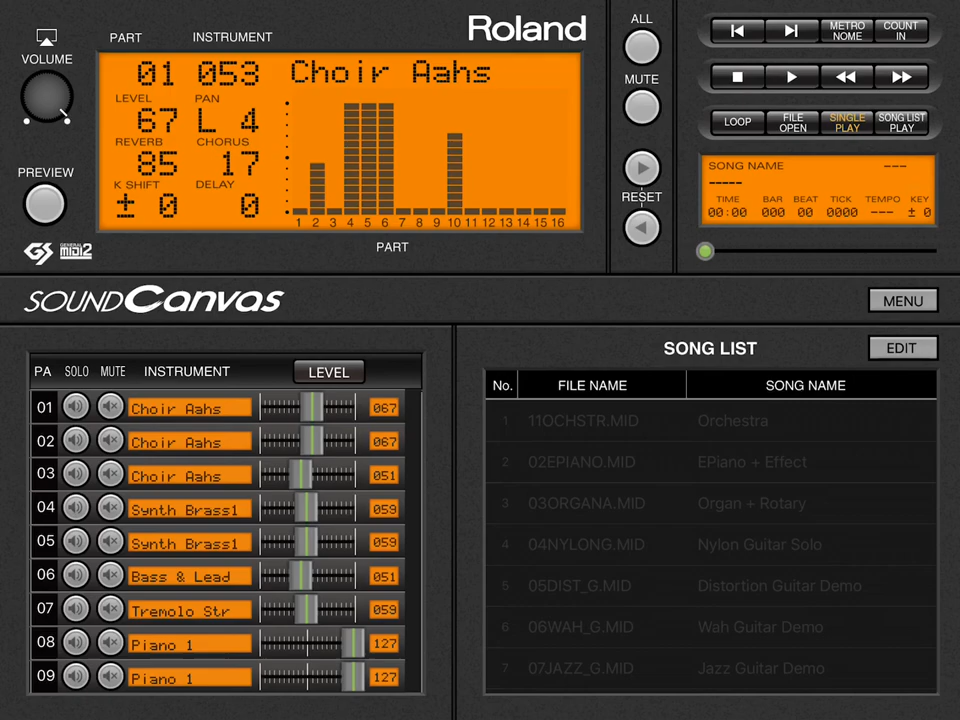 VOLUME
PREVIEW
GS GENERAL MIDI2
PART INSTRUMENT
Roland
01 053 Choir Aahs
LEVEL PAN
67 L 4
REVERB CHORUS
85 17
K SHIFT DELAY
± 0 0
1 2 3 4 5 6 7 8 9 10 11 12 13 14 15 16
PART
ALL
MUTE
RESET
METRO NOME
COUNT IN
LOOP
FILE OPEN
SINGLE PLAY
SONG LIST PLAY
SONG NAME ---
-----
TIME BAR BEAT TICK TEMPO KEY
00:00 000 00 0000 --- ± 0
SOUND Canvas
MENU
PA SOLO MUTE INSTRUMENT LEVEL
01 Choir Aahs 067
02 Choir Aahs 067
03 Choir Aahs 051
04 Synth Brass1 059
05 Synth Brass1 059
06 Bass & Lead 051
07 Tremolo Str 059
08 Piano 1 127
09 Piano 1 127
SONG LIST
EDIT
No. FILE NAME SONG NAME
1 11OCHSTR.MID Orchestra
2 02EPIANO.MID EPiano + Effect
3 03ORGANA.MID Organ + Rotary
4 04NYLONG.MID Nylon Guitar Solo
5 05DIST_G.MID Distortion Guitar Demo
6 06WAH_G.MID Wah Guitar Demo
7 07JAZZ_G.MID Jazz Guitar Demo